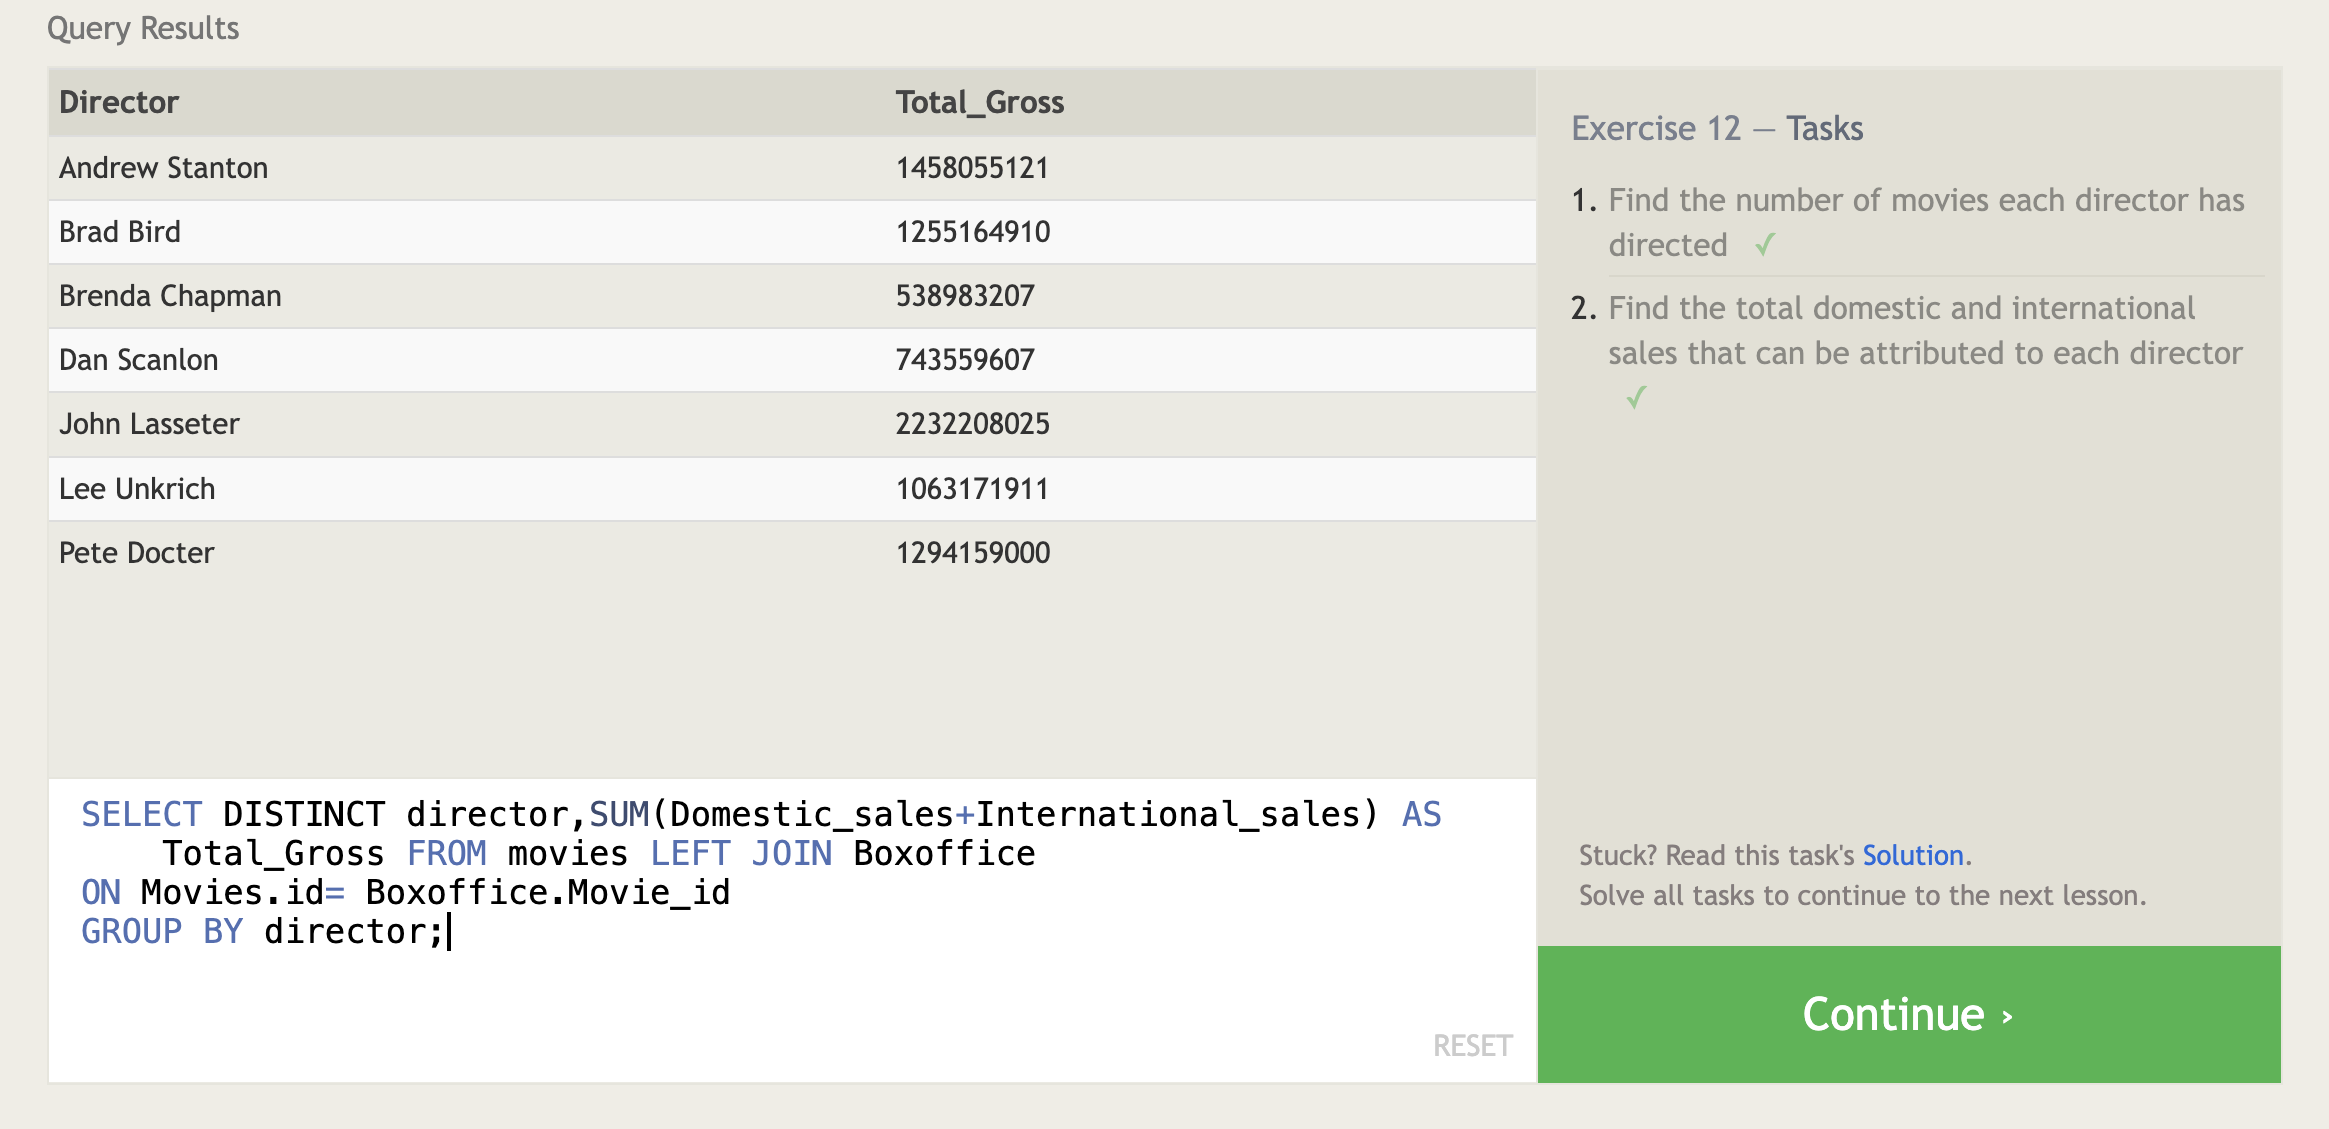 Query Results
Director Total_Gross
Andrew Stanton 1458055121
Brad Bird 1255164910
Brenda Chapman 538983207
Dan Scanlon 743559607
John Lasseter 2232208025
Lee Unkrich 1063171911
Pete Docter 1294159000
SELECT DISTINCT director,SUM(Domestic_sales+International_sales) AS
Total_Gross FROM movies LEFT JOIN Boxoffice
ON Movies.id= Boxoffice.Movie_id
GROUP BY director;
RESET
Exercise 12 — Tasks
1. Find the number of movies each director has
directed ✓
2. Find the total domestic and international
sales that can be attributed to each director
✓
Stuck? Read this task's Solution.
Solve all tasks to continue to the next lesson.
Continue ›